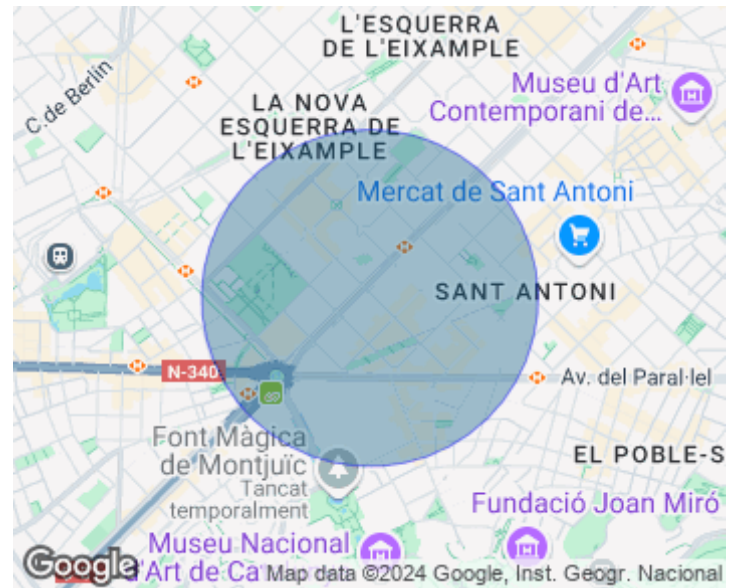 L'ESQUERRA
DE L'EIXAMPLE
C. de Berlin
LA NOVA
ESQUERRA DE
L'EIXAMPLE
Museu d'Art
Contemporani de...
Mercat de Sant Antoni
SANT ANTONI
N-340
Av. del Paral·lel
Font Màgica
de Montjuïc
Tancat
temporalment
EL POBLE-S
Fundació Joan Miró
Museu Nacional
d'Art de Ca
Google
Map data ©2024 Google, Inst. Geogr. Nacional